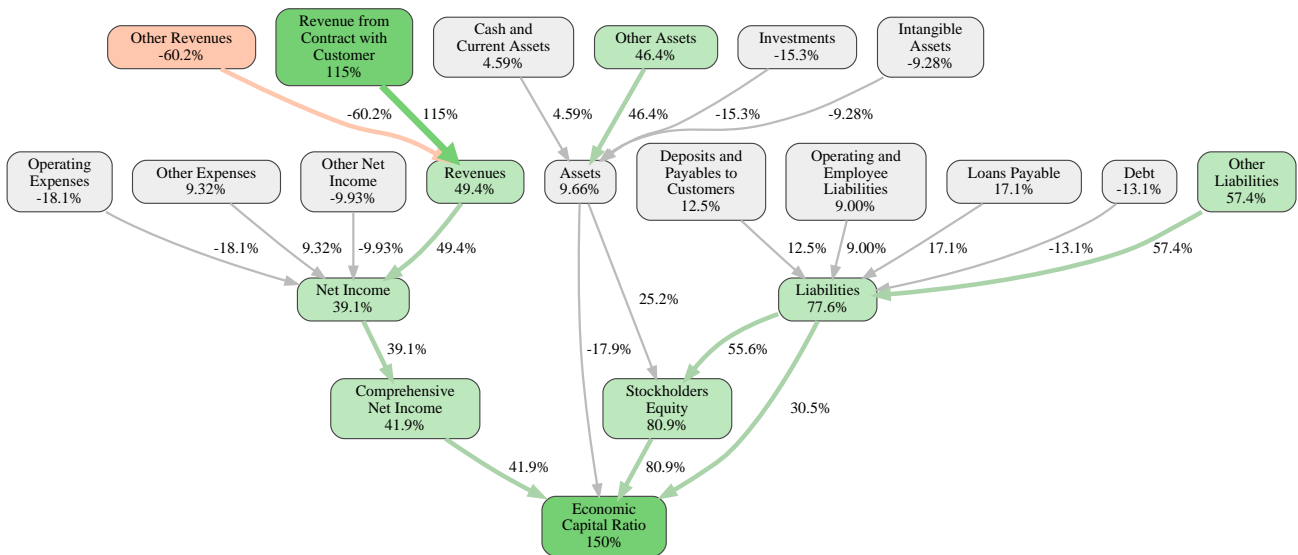 Other Revenues
-60.2%
Revenue from
Contract with
Customer
115%
Cash and
Current Assets
4.59%
Other Assets
46.4%
Investments
-15.3%
Intangible
Assets
-9.28%
-60.2%
115%
4.59%
46.4%
-15.3%
-9.28%
Operating
Expenses
-18.1%
Other Expenses
9.32%
Other Net
Income
-9.93%
Revenues
49.4%
Assets
9.66%
Deposits and
Payables to
Customers
12.5%
Operating and
Employee
Liabilities
9.00%
Loans Payable
17.1%
Debt
-13.1%
Other
Liabilities
57.4%
-18.1%
9.32%
-9.93%
49.4%
12.5%
9.00%
17.1%
-13.1%
57.4%
Net Income
39.1%
25.2%
Liabilities
77.6%
39.1%
-17.9%
55.6%
30.5%
Comprehensive
Net Income
41.9%
Stockholders
Equity
80.9%
41.9%
80.9%
Economic
Capital Ratio
150%